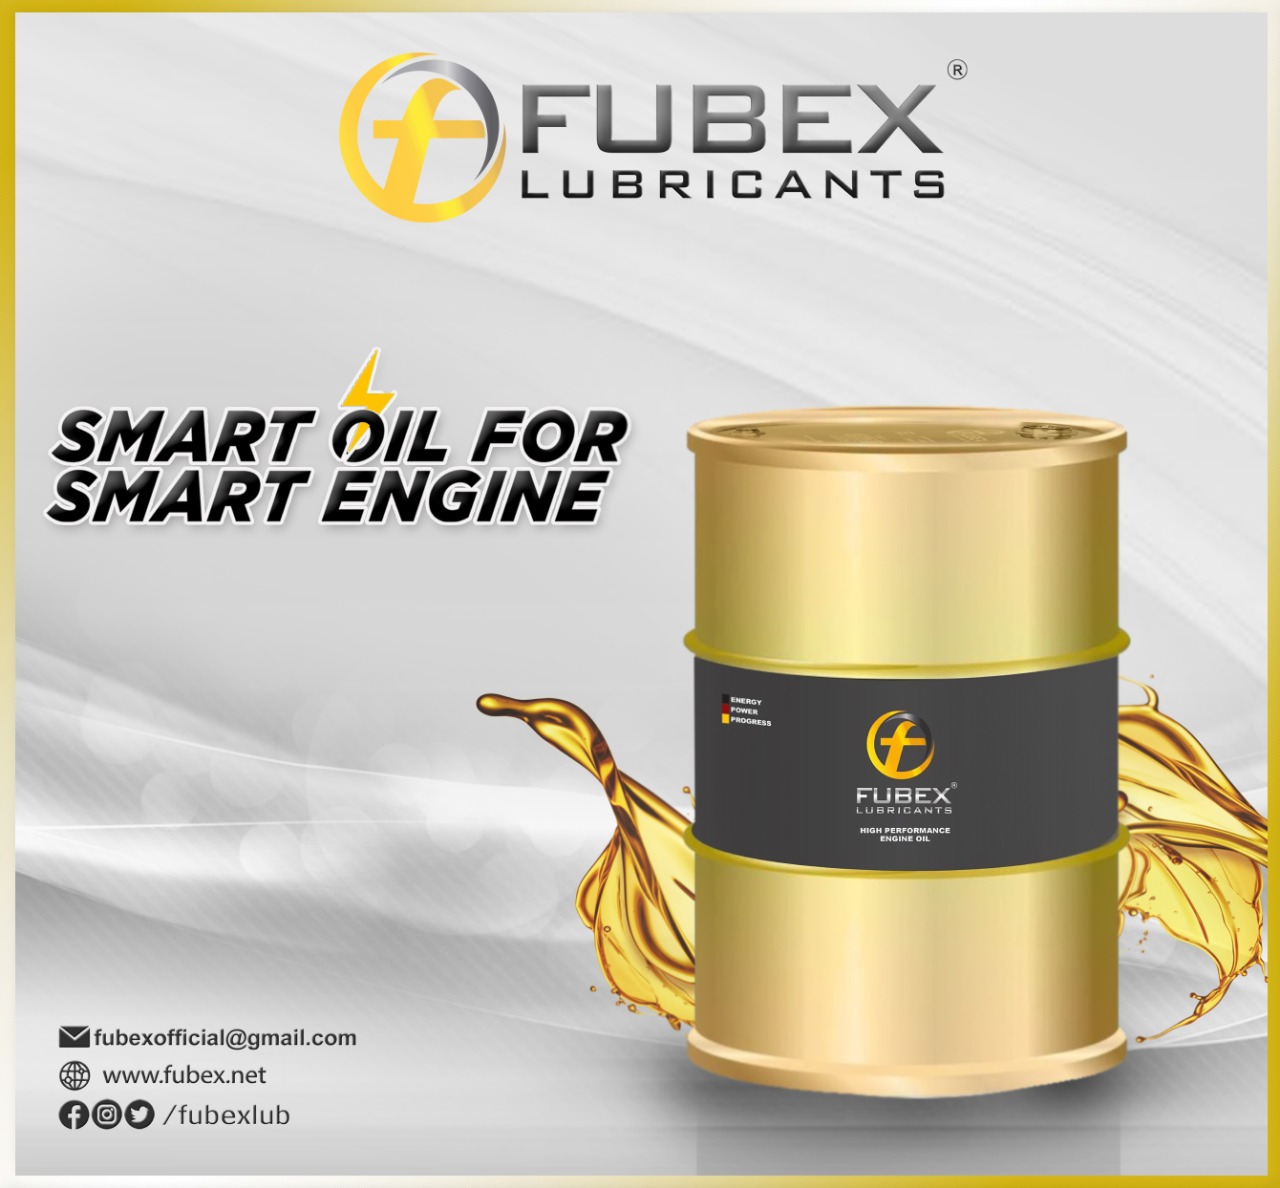 FUBEX ®
LUBRICANTS
SMART OIL FOR
SMART ENGINE
ENERGY
POWER
PROGRESS
FUBEX®
LUBRICANTS
HIGH PERFORMANCE
ENGINE OIL
fubexofficial@gmail.com
www.fubex.net
/fubexlub